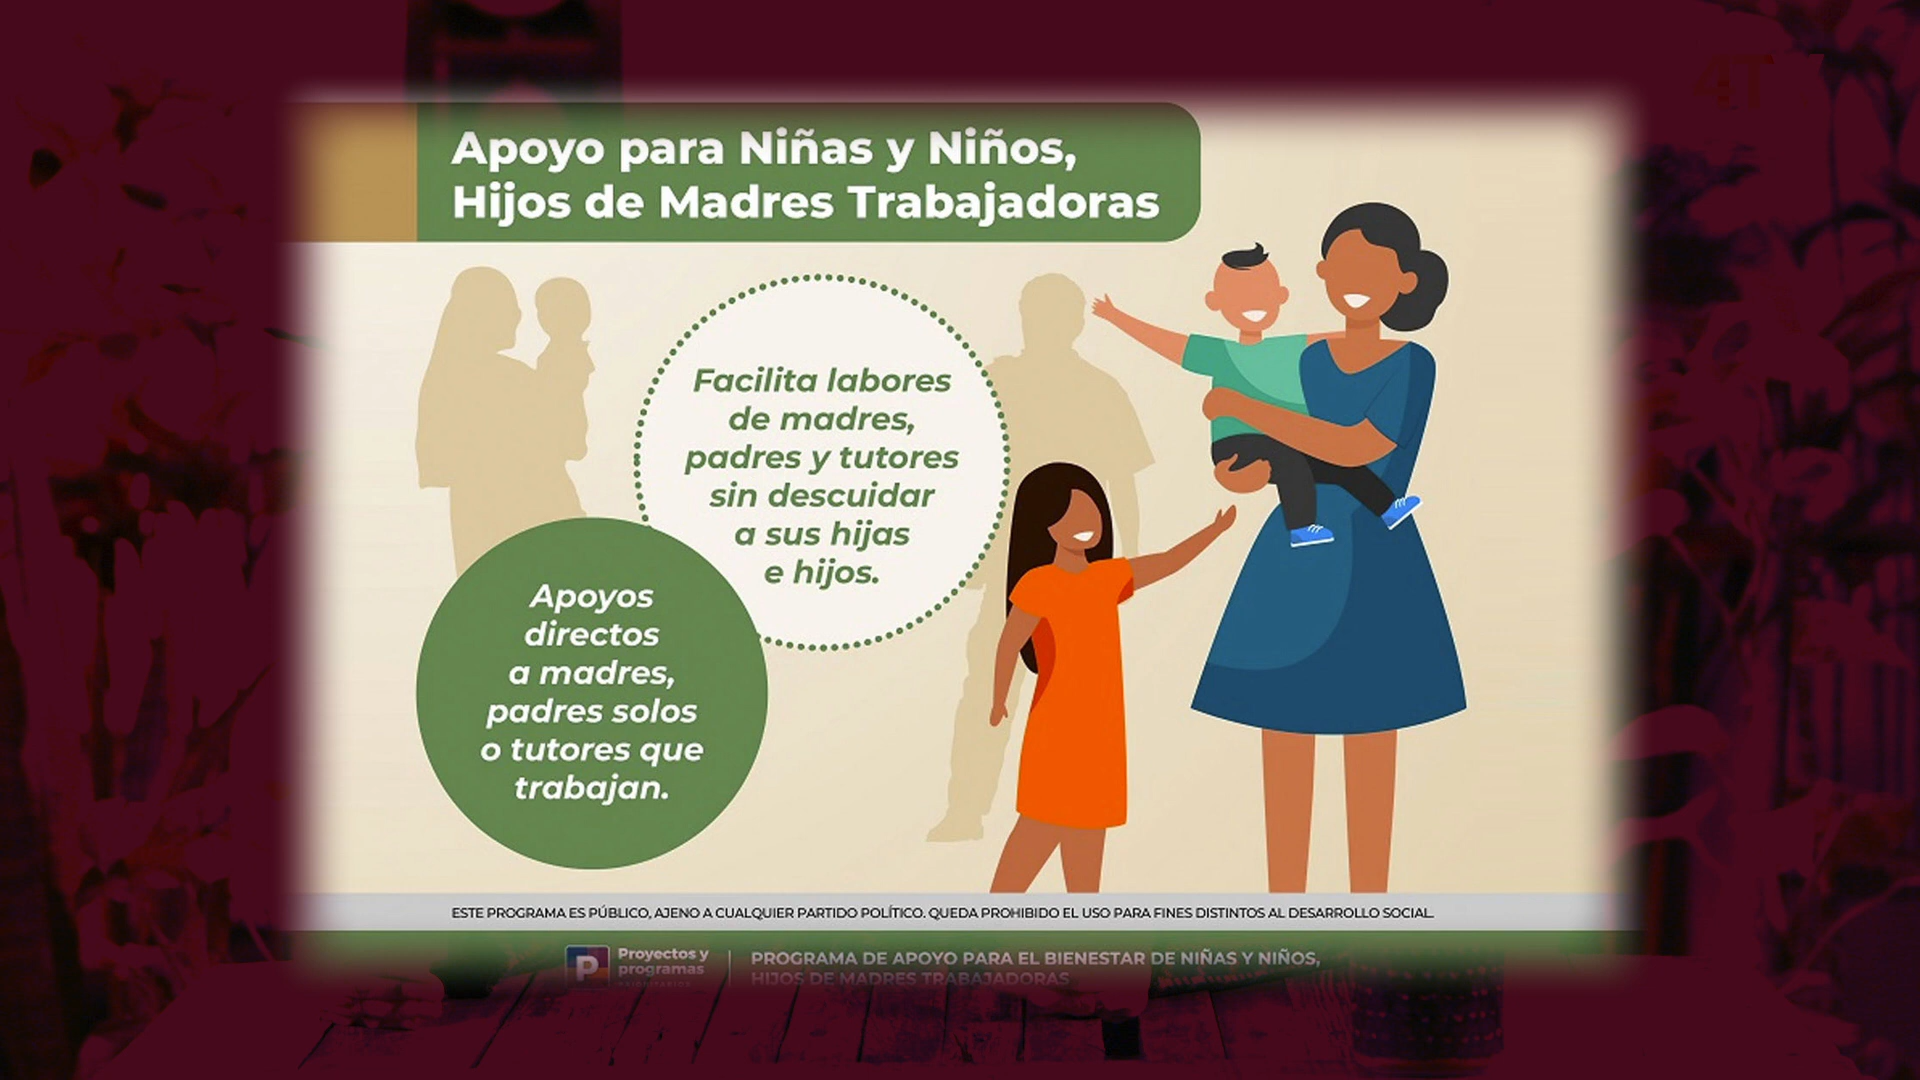 Apoyo para Niñas y Niños,
Hijos de Madres Trabajadoras
Facilita labores
de madres,
padres y tutores
sin descuidar
a sus hijas
e hijos.
Apoyos
directos
a madres,
padres solos
o tutores que
trabajan.
ESTE PROGRAMA ES PÚBLICO, AJENO A CUALQUIER PARTIDO POLÍTICO. QUEDA PROHIBIDO EL USO PARA FINES DISTINTOS AL DESARROLLO SOCIAL.
P
Proyectos y
programas
PRIORITARIOS
PROGRAMA DE APOYO PARA EL BIENESTAR DE NIÑAS Y NIÑOS,
HIJOS DE MADRES TRABAJADORAS